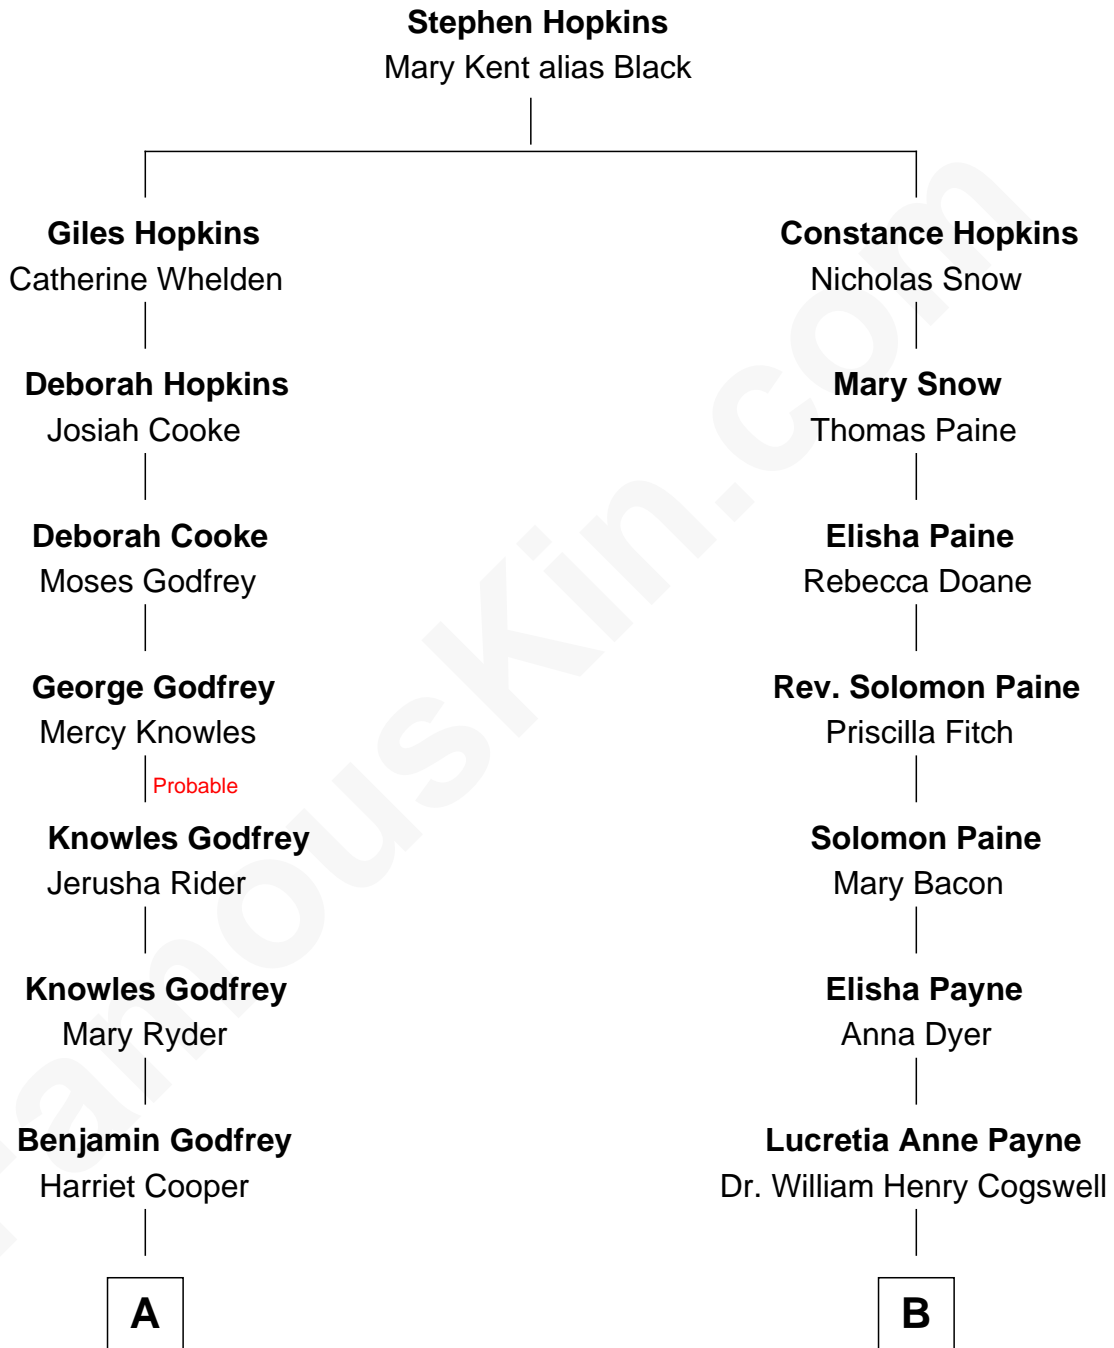 Stephen Hopkins
Mary Kent alias Black
Giles Hopkins
Catherine Whelden
Constance Hopkins
Nicholas Snow
Deborah Hopkins
Josiah Cooke
Mary Snow
Thomas Paine
Deborah Cooke
Moses Godfrey
Elisha Paine
Rebecca Doane
George Godfrey
Mercy Knowles
Rev. Solomon Paine
Priscilla Fitch
Probable
Knowles Godfrey
Jerusha Rider
Solomon Paine
Mary Bacon
Knowles Godfrey
Mary Ryder
Elisha Payne
Anna Dyer
Benjamin Godfrey
Harriet Cooper
Lucretia Anne Payne
Dr. William Henry Cogswell
A
B
FamousKin.com